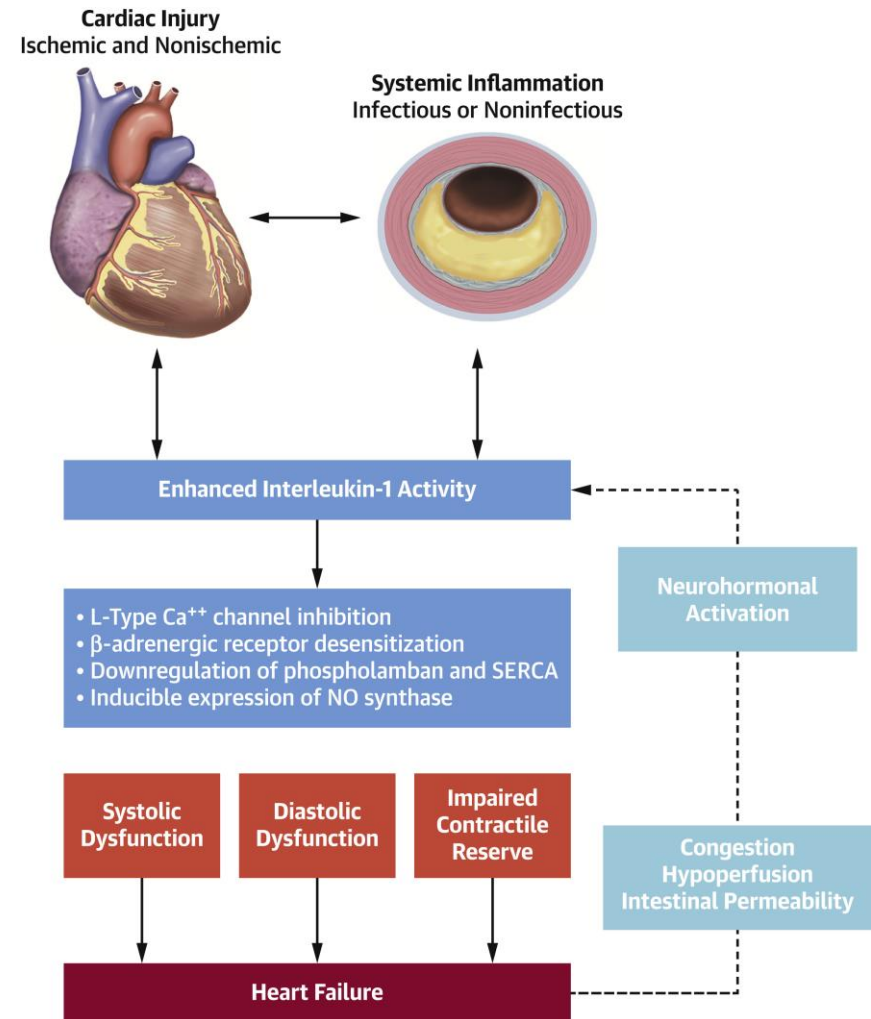 Cardiac Injury
Ischemic and Nonischemic
Systemic Inflammation
Infectious or Noninfectious
Enhanced Interleukin-1 Activity
• L-Type Ca⁺⁺ channel inhibition
• β-adrenergic receptor desensitization
• Downregulation of phospholamban and SERCA
• Inducible expression of NO synthase
Neurohormonal
Activation
Systolic
Dysfunction
Diastolic
Dysfunction
Impaired
Contractile
Reserve
Congestion
Hypoperfusion
Intestinal Permeability
Heart Failure